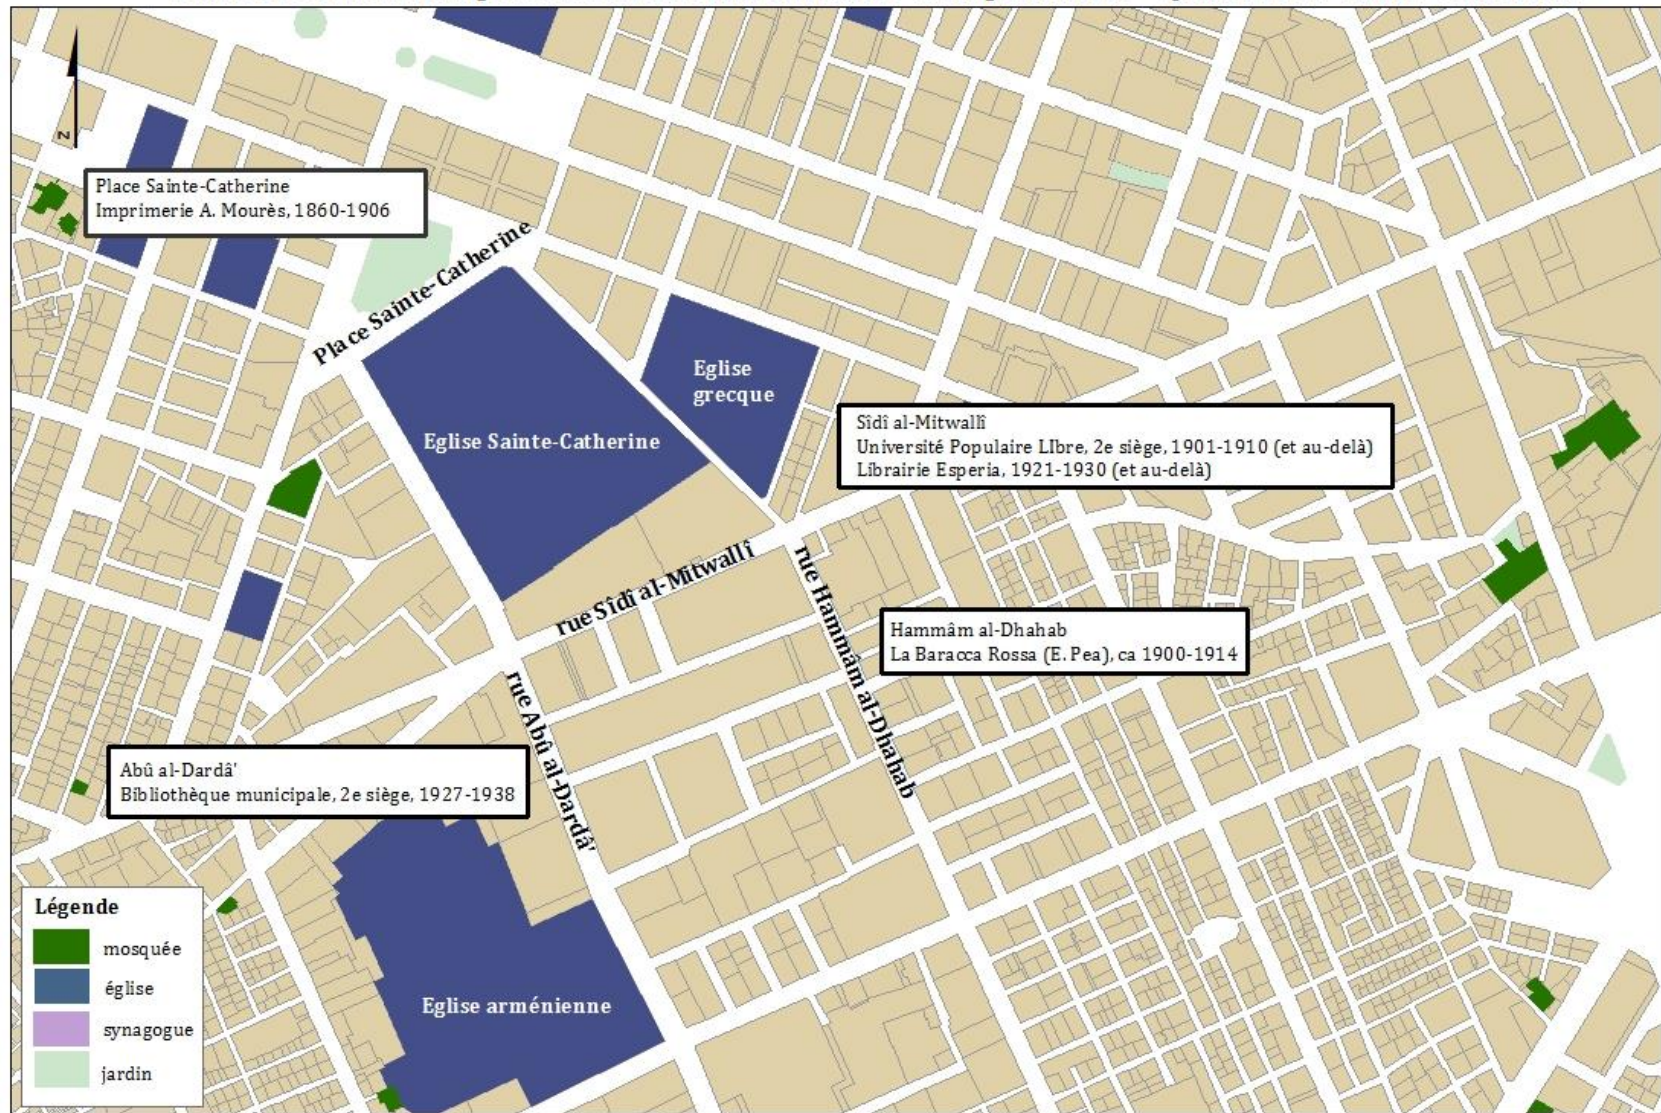 Place Sainte-Catherine
Imprimerie A. Mourès, 1860-1906
Place Sainte-Catherine
Eglise
grecque
Eglise Sainte-Catherine
Sîdî al-Mitwallî
Université Populaire LIbre, 2e siège, 1901-1910 (et au-delà)
Librairie Esperia, 1921-1930 (et au-delà)
rue Sîdî al-Mitwallî
rue Hammâm al-Dhahab
Hammâm al-Dhahab
La Baracca Rossa (E. Pea), ca 1900-1914
rue Abû al-Dardâ'
Abû al-Dardâ'
Bibliothèque municipale, 2e siège, 1927-1938
Eglise arménienne
Légende
mosquée
église
synagogue
jardin
N